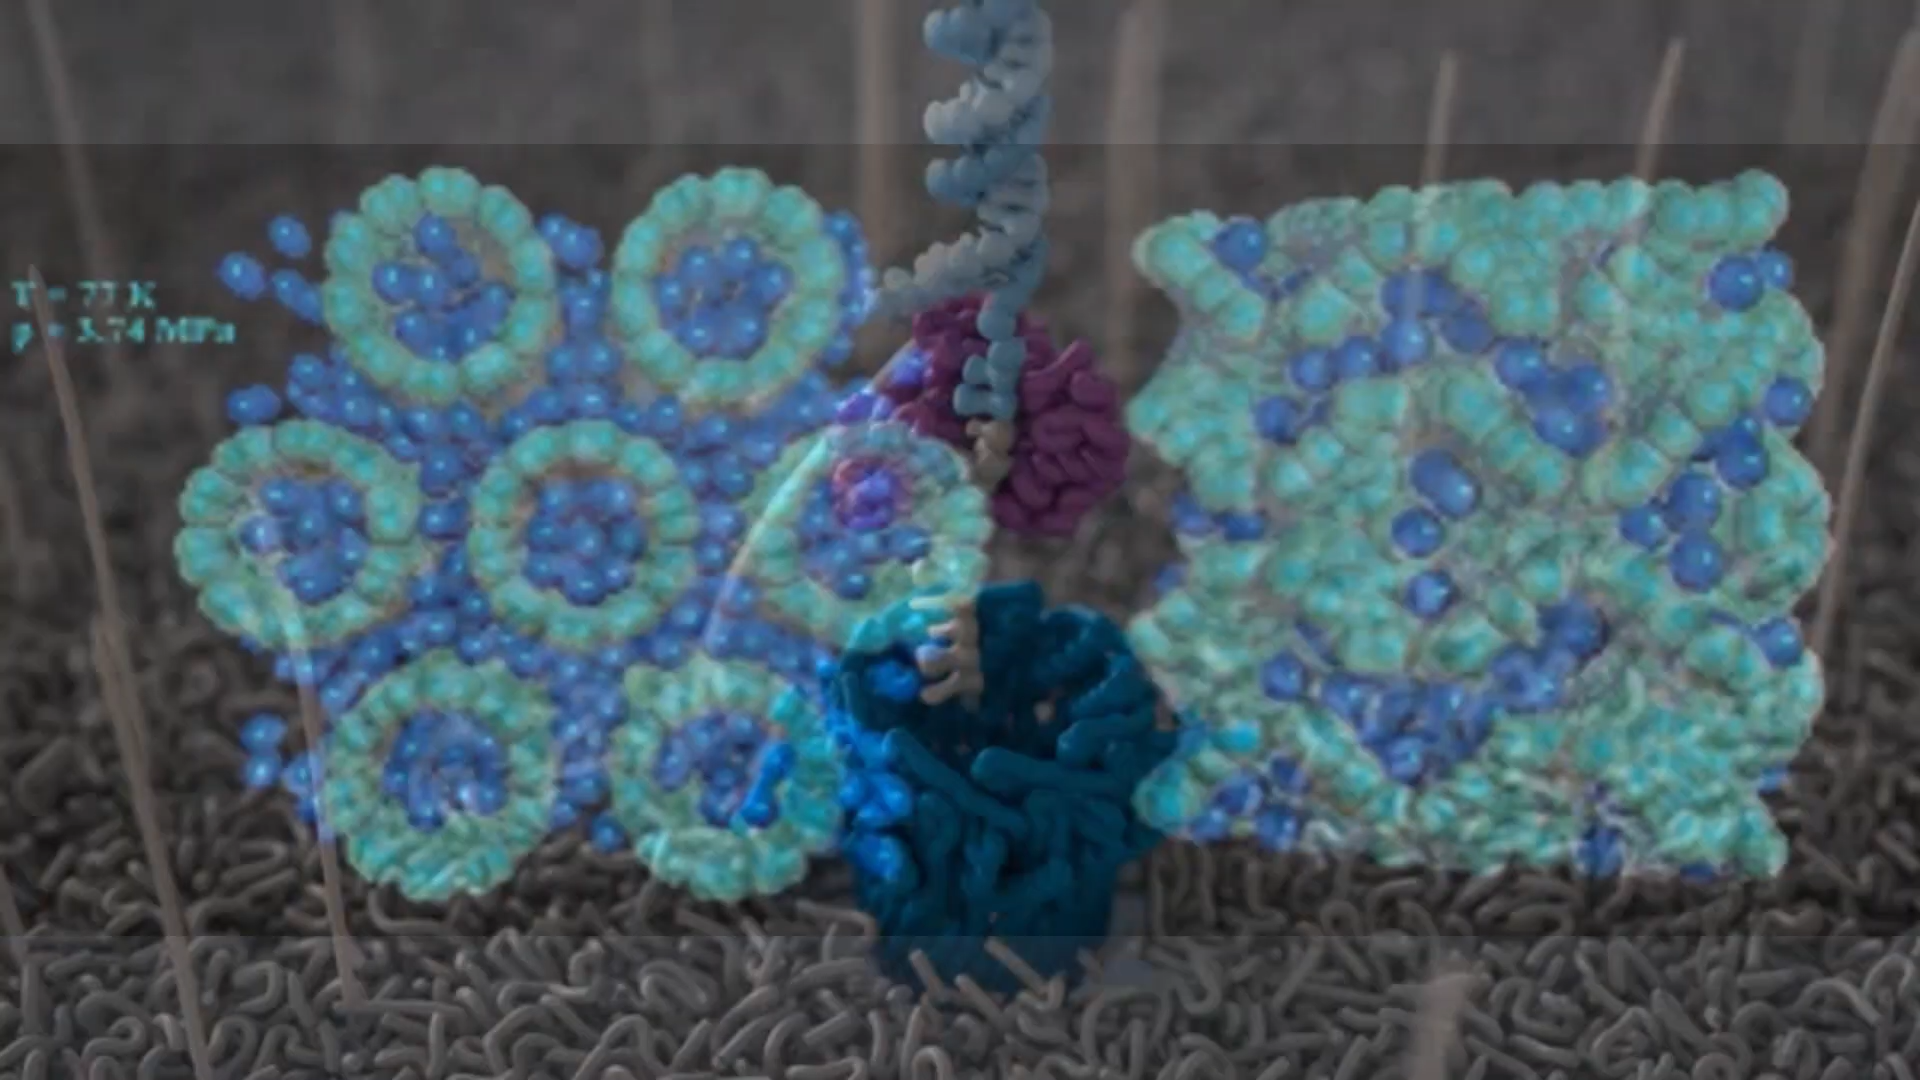 T = 77 K
p = 3.74 MPa